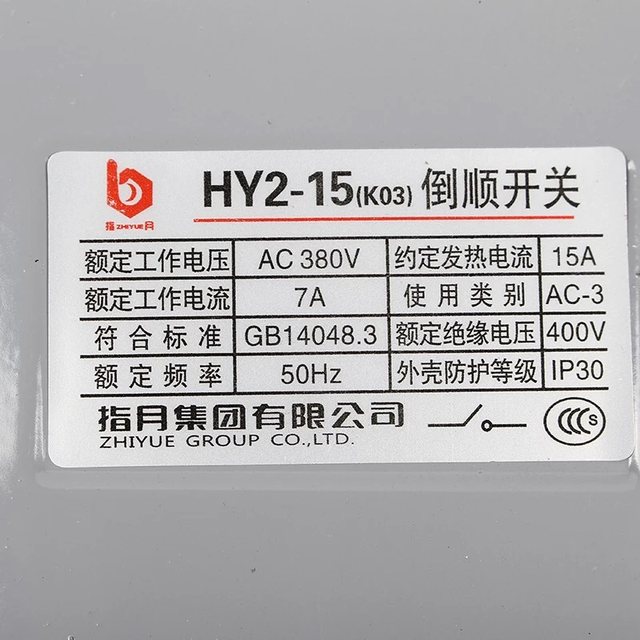 指 ZHIYUE 月
HY2-15(K03) 倒顺开关
额定工作电压 AC 380V 约定发热电流 15A
额定工作电流 7A 使用类别 AC-3
符合标准 GB14048.3 额定绝缘电压 400V
额定频率 50Hz 外壳防护等级 IP30
指月集团有限公司
ZHIYUE GROUP CO.,LTD.
CCC S